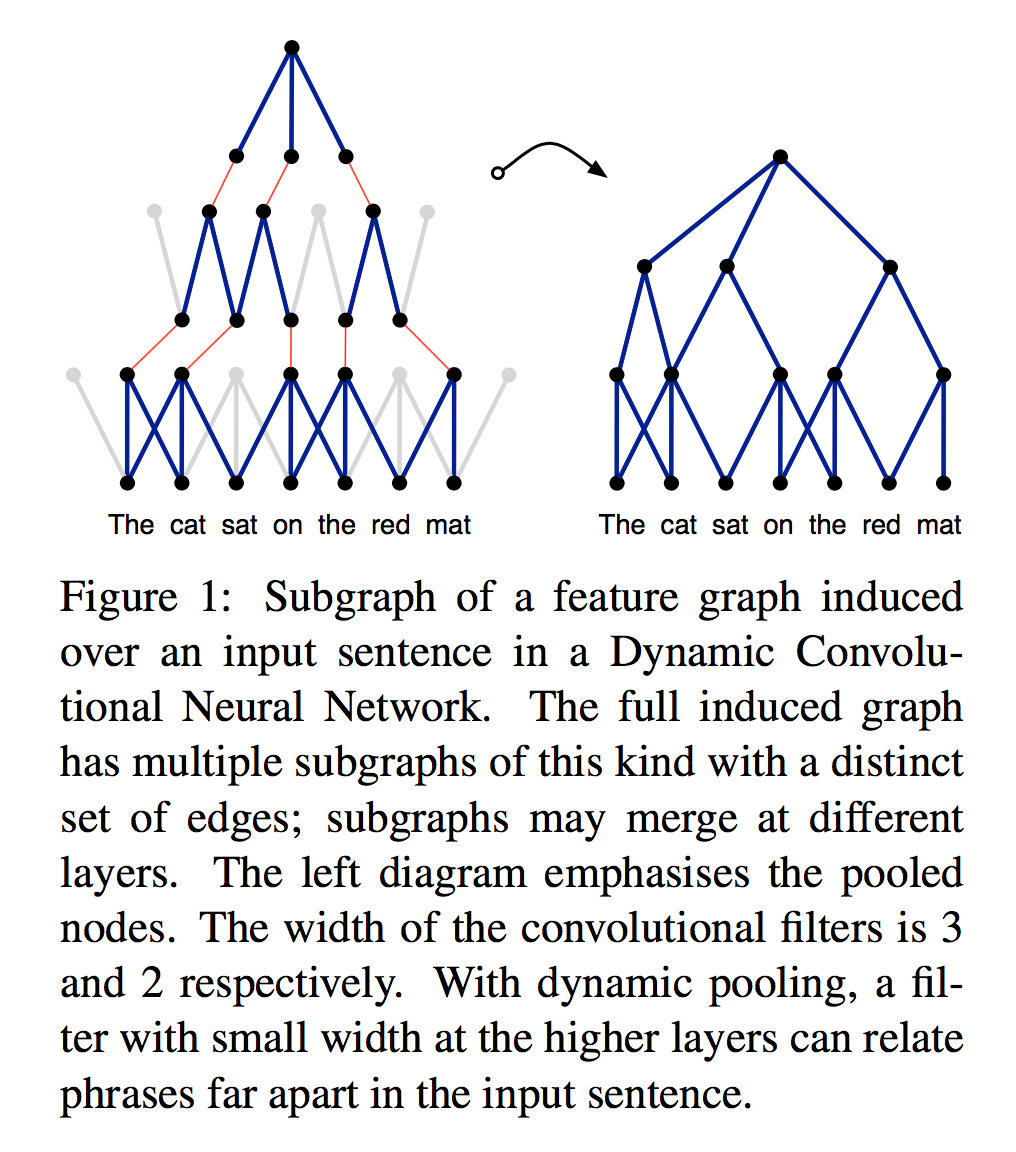 The cat sat on the red mat
The cat sat on the red mat
Figure 1: Subgraph of a feature graph induced
over an input sentence in a Dynamic Convolu-
tional Neural Network. The full induced graph
has multiple subgraphs of this kind with a distinct
set of edges; subgraphs may merge at different
layers. The left diagram emphasises the pooled
nodes. The width of the convolutional filters is 3
and 2 respectively. With dynamic pooling, a fil-
ter with small width at the higher layers can relate
phrases far apart in the input sentence.